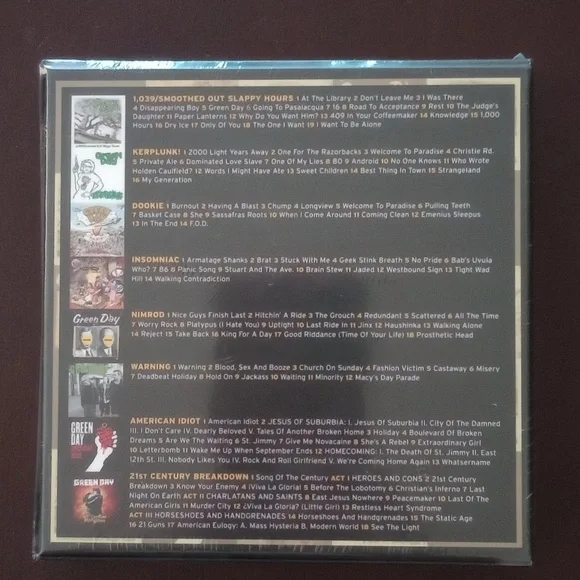 1,039/SMOOTHED OUT SLAPPY HOURS 1 At The Library 2 Don't Leave Me 3 I Was There
4 Disappearing Boy 5 Green Day 6 Going To Pasalacqua 7 16 8 Road To Acceptance 9 Rest 10 The Judge's
Daughter 11 Paper Lanterns 12 Why Do You Want Him? 13 409 In Your Coffeemaker 14 Knowledge 15 1,000
Hours 16 Dry Ice 17 Only Of You 18 The One I Want 19 I Want To Be Alone
KERPLUNK! 1 2000 Light Years Away 2 One For The Razorbacks 3 Welcome To Paradise 4 Christie Rd.
5 Private Ale 6 Dominated Love Slave 7 One Of My Lies 8 80 9 Android 10 No One Knows 11 Who Wrote
Holden Caulfield? 12 Words I Might Have Ate 13 Sweet Children 14 Best Thing In Town 15 Strangeland
16 My Generation
DOOKIE 1 Burnout 2 Having A Blast 3 Chump 4 Longview 5 Welcome To Paradise 6 Pulling Teeth
7 Basket Case 8 She 9 Sassafras Roots 10 When I Come Around 11 Coming Clean 12 Emenius Sleepus
13 In The End 14 F.O.D.
INSOMNIAC 1 Armatage Shanks 2 Brat 3 Stuck With Me 4 Geek Stink Breath 5 No Pride 6 Bab's Uvula
Who? 7 86 8 Panic Song 9 Stuart And The Ave. 10 Brain Stew 11 Jaded 12 Westbound Sign 13 Tight Wad
Hill 14 Walking Contradiction
Green Day
NIMROD 1 Nice Guys Finish Last 2 Hitchin' A Ride 3 The Grouch 4 Redundant 5 Scattered 6 All The Time
7 Worry Rock 8 Platypus (I Hate You) 9 Uptight 10 Last Ride In 11 Jinx 12 Haushinka 13 Walking Alone
14 Reject 15 Take Back 16 King For A Day 17 Good Riddance (Time Of Your Life) 18 Prosthetic Head
WARNING 1 Warning 2 Blood, Sex And Booze 3 Church On Sunday 4 Fashion Victim 5 Castaway 6 Misery
7 Deadbeat Holiday 8 Hold On 9 Jackass 10 Waiting 11 Minority 12 Macy's Day Parade
GREEN
DAY
AMERICAN IDIOT 1 American Idiot 2 JESUS OF SUBURBIA: I. Jesus Of Suburbia II. City Of The Damned
III. I Don't Care IV. Dearly Beloved V. Tales Of Another Broken Home 3 Holiday 4 Boulevard Of Broken
Dreams 5 Are We The Waiting 6 St. Jimmy 7 Give Me Novacaine 8 She's A Rebel 9 Extraordinary Girl
10 Letterbomb 11 Wake Me Up When September Ends 12 HOMECOMING: I. The Death Of St. Jimmy II. East
12th St. III. Nobody Likes You IV. Rock And Roll Girlfriend V. We're Coming Home Again 13 Whatsername
GREEN DAY
21ST CENTURY BREAKDOWN 1 Song Of The Century ACT I HEROES AND CONS 2 21st Century
Breakdown 3 Know Your Enemy 4 ¡Viva La Gloria! 5 Before The Lobotomy 6 Christian's Inferno 7 Last
Night On Earth ACT II CHARLATANS AND SAINTS 8 East Jesus Nowhere 9 Peacemaker 10 Last Of The
American Girls 11 Murder City 12 ¿Viva La Gloria? (Little Girl) 13 Restless Heart Syndrome
ACT III HORSESHOES AND HANDGRENADES 14 Horseshoes And Handgrenades 15 The Static Age
16 21 Guns 17 American Eulogy: A. Mass Hysteria B. Modern World 18 See The Light